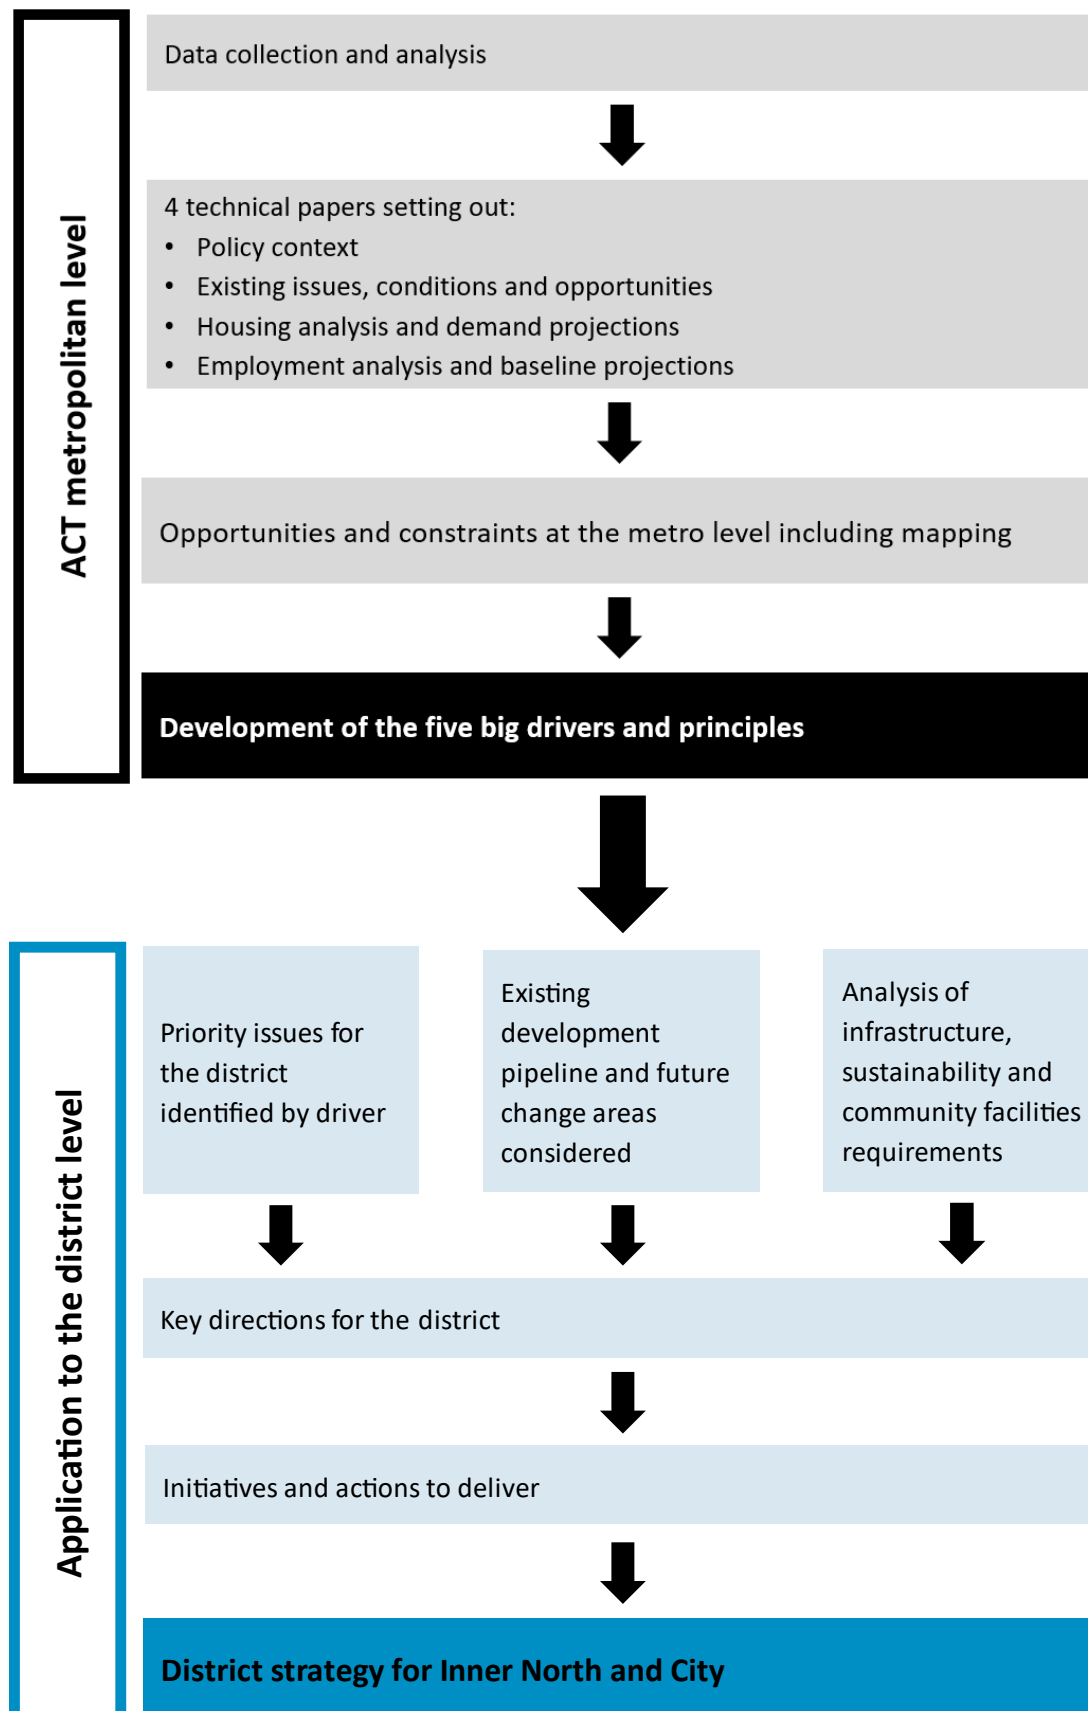 ACT metropolitan level
Data collection and analysis
4 technical papers setting out:
• Policy context
• Existing issues, conditions and opportunities
• Housing analysis and demand projections
• Employment analysis and baseline projections
Opportunities and constraints at the metro level including mapping
Development of the five big drivers and principles
Application to the district level
Priority issues for
the district
identified by driver
Existing
development
pipeline and future
change areas
considered
Analysis of
infrastructure,
sustainability and
community facilities
requirements
Key directions for the district
Initiatives and actions to deliver
District strategy for Inner North and City